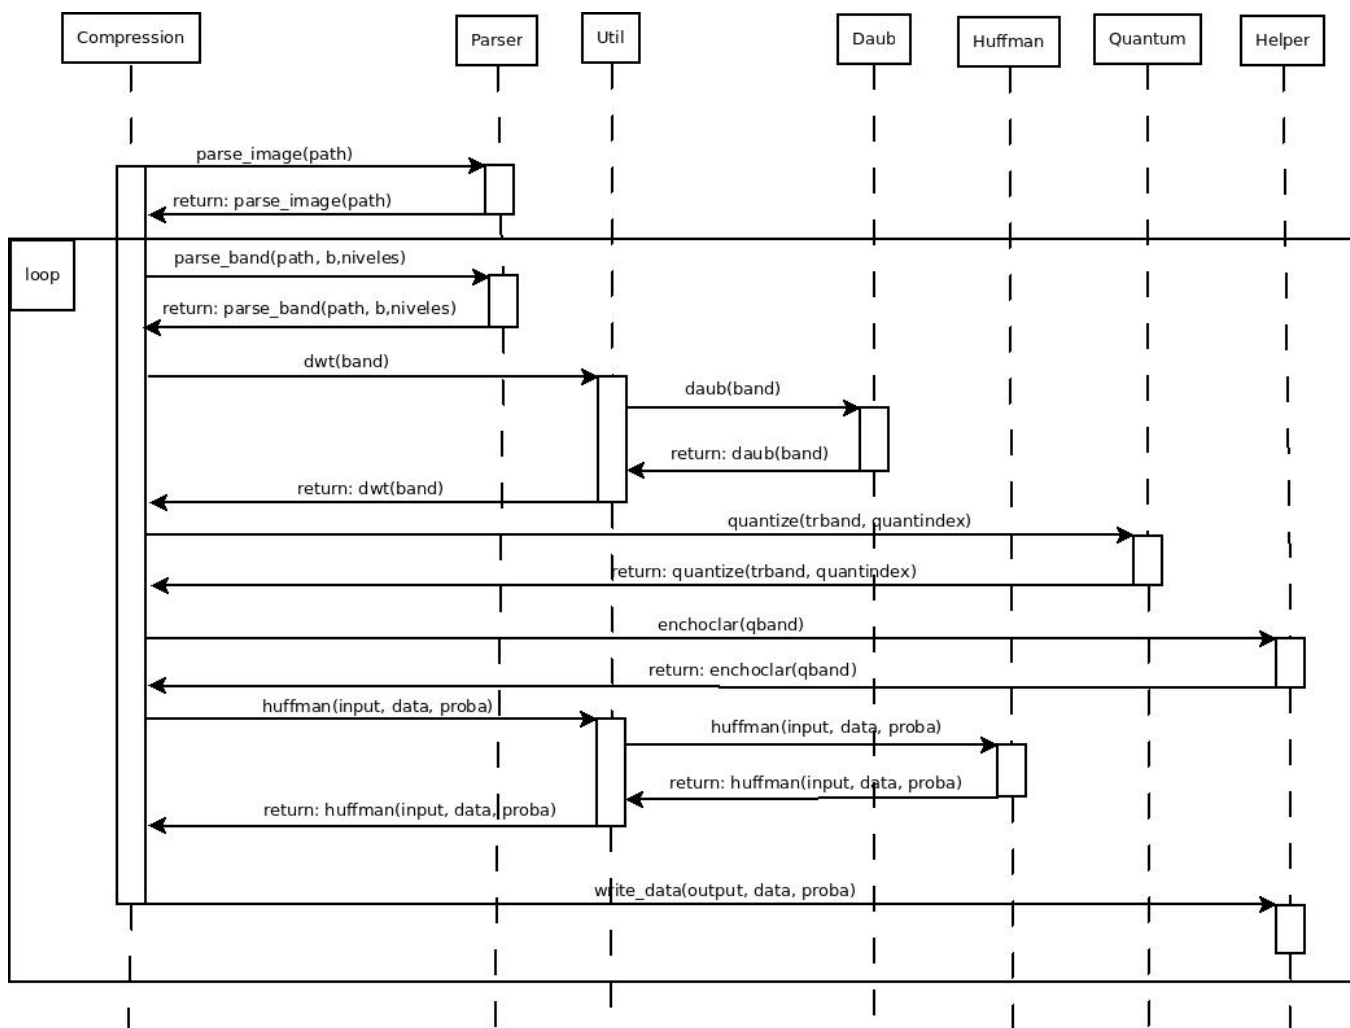 Compression
Parser
Util
Daub
Huffman
Quantum
Helper
parse_image(path)
return: parse_image(path)
loop
parse_band(path, b,niveles)
return: parse_band(path, b,niveles)
dwt(band)
daub(band)
return: daub(band)
return: dwt(band)
quantize(trband, quantindex)
return: quantize(trband, quantindex)
enchoclar(qband)
return: enchoclar(qband)
huffman(input, data, proba)
huffman(input, data, proba)
return: huffman(input, data, proba)
return: huffman(input, data, proba)
write_data(output, data, proba)